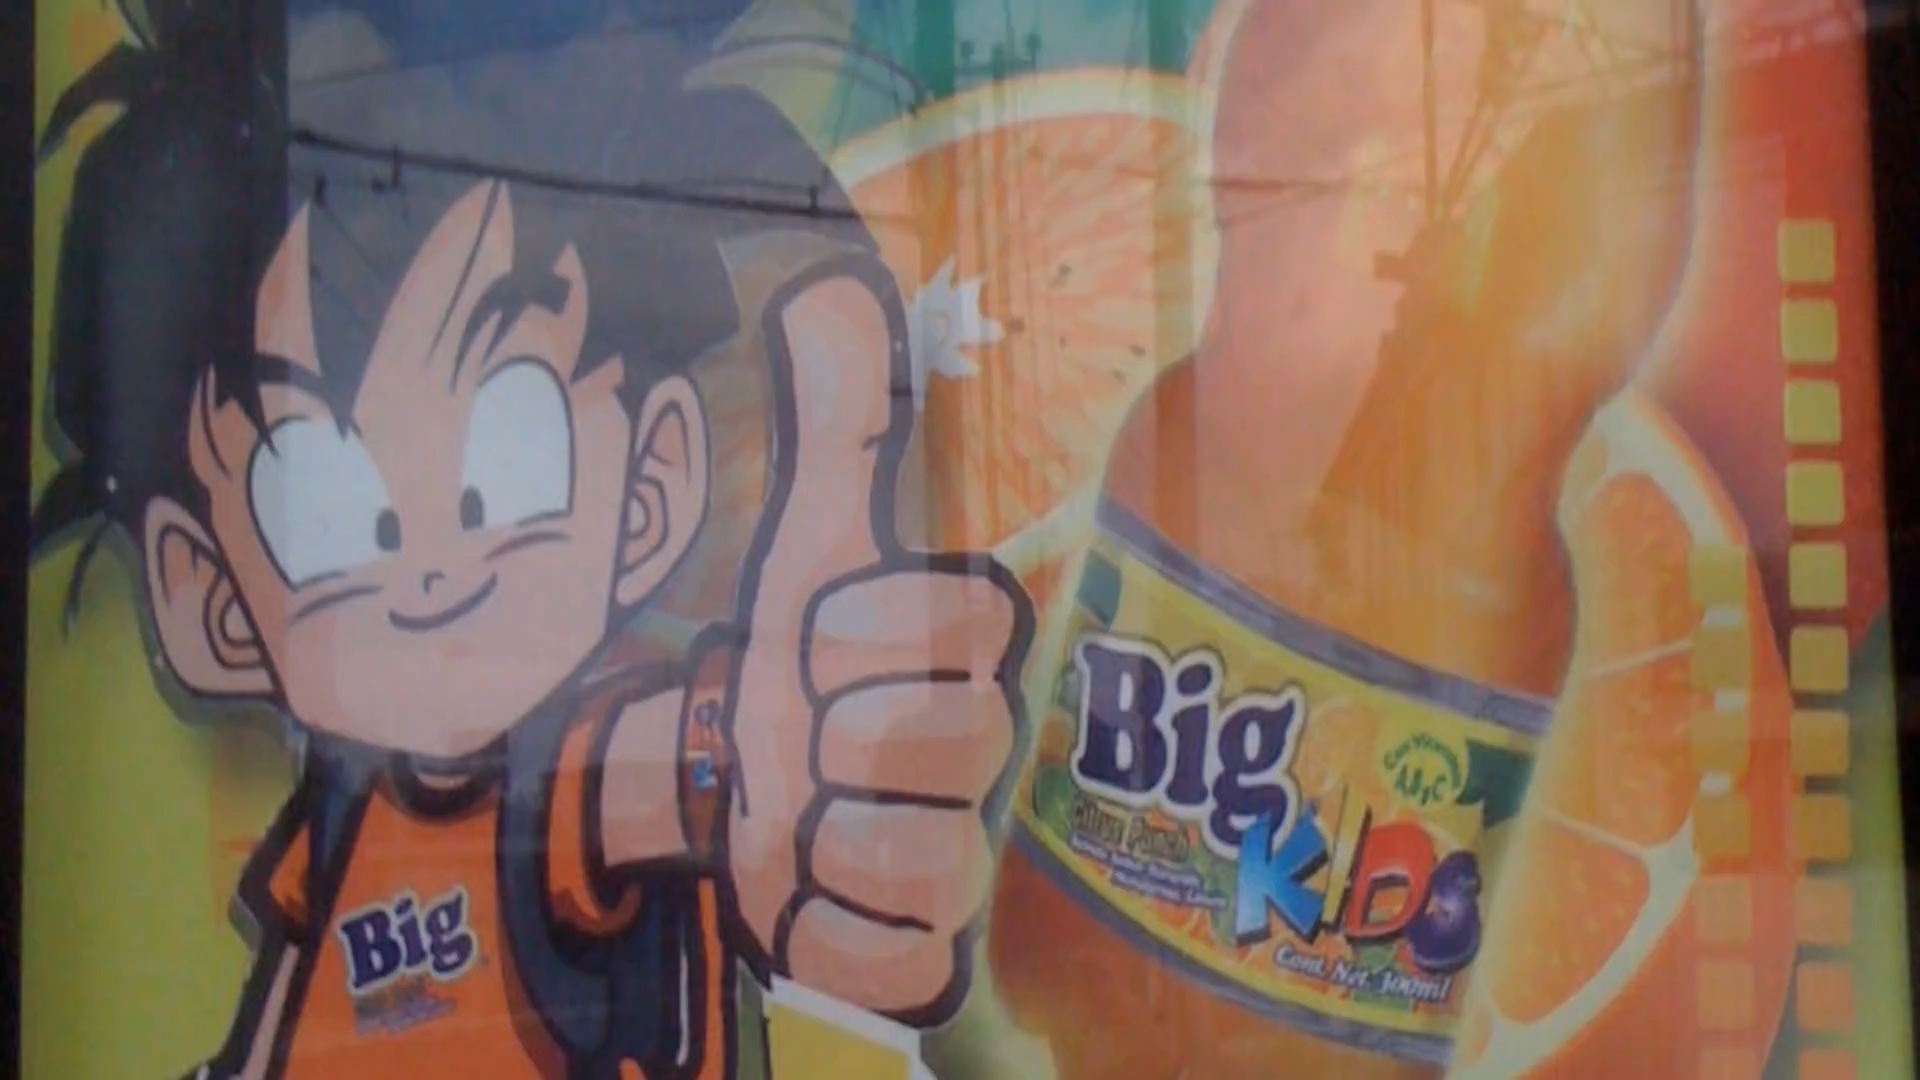 Big
Big
KIDS
Con Vitaminas
A, B y C
Citrus Punch
Cont. Net. 300ml